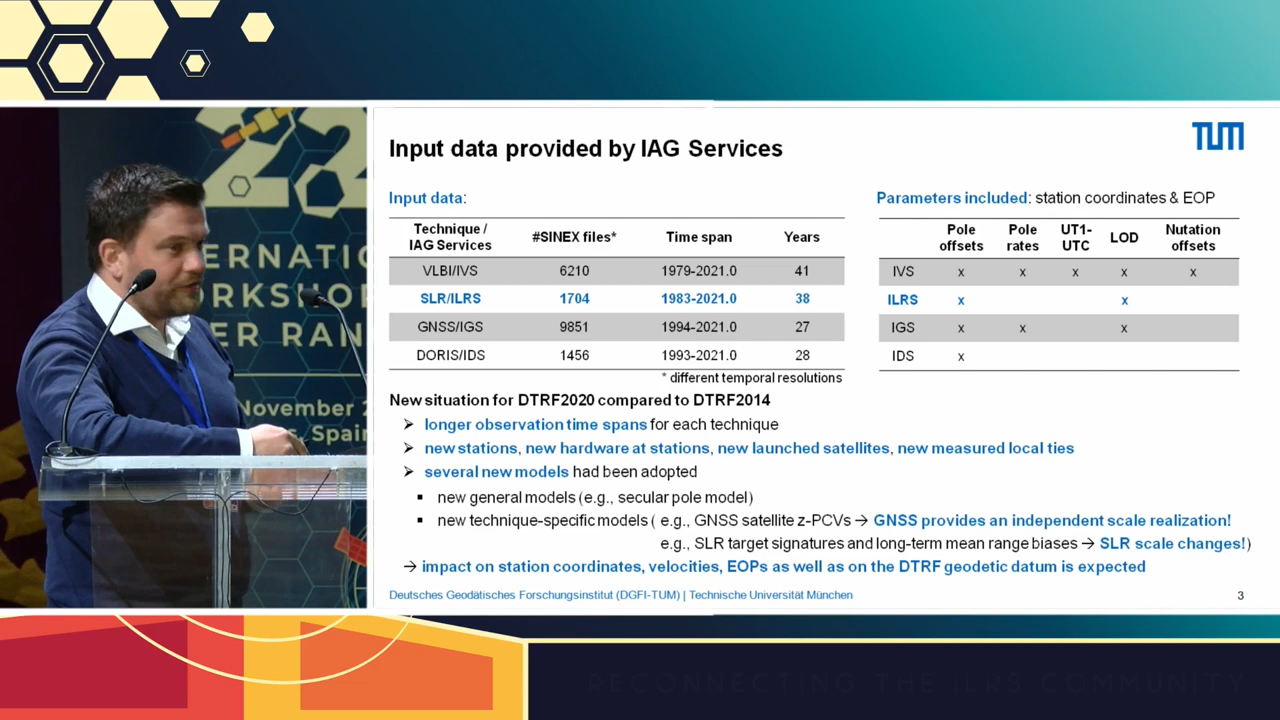 22
ERNATIO
RKSHOP
ER RAN
November 2
s, Spain
TUM
Input data provided by IAG Services
Input data:
Technique / IAG Services #SINEX files* Time span Years
VLBI/IVS 6210 1979-2021.0 41
SLR/ILRS 1704 1983-2021.0 38
GNSS/IGS 9851 1994-2021.0 27
DORIS/IDS 1456 1993-2021.0 28
* different temporal resolutions
Parameters included: station coordinates & EOP
Pole offsets Pole rates UT1-UTC LOD Nutation offsets
IVS x x x x x
ILRS x x
IGS x x x
IDS x
New situation for DTRF2020 compared to DTRF2014
➢ longer observation time spans for each technique
➢ new stations, new hardware at stations, new launched satellites, new measured local ties
➢ several new models had been adopted
▪ new general models (e.g., secular pole model)
▪ new technique-specific models ( e.g., GNSS satellite z-PCVs → GNSS provides an independent scale realization!
e.g., SLR target signatures and long-term mean range biases → SLR scale changes!)
→ impact on station coordinates, velocities, EOPs as well as on the DTRF geodetic datum is expected
Deutsches Geodätisches Forschungsinstitut (DGFI-TUM) | Technische Universität München 3
RECONNECTING THE ILRS COMMUNITY